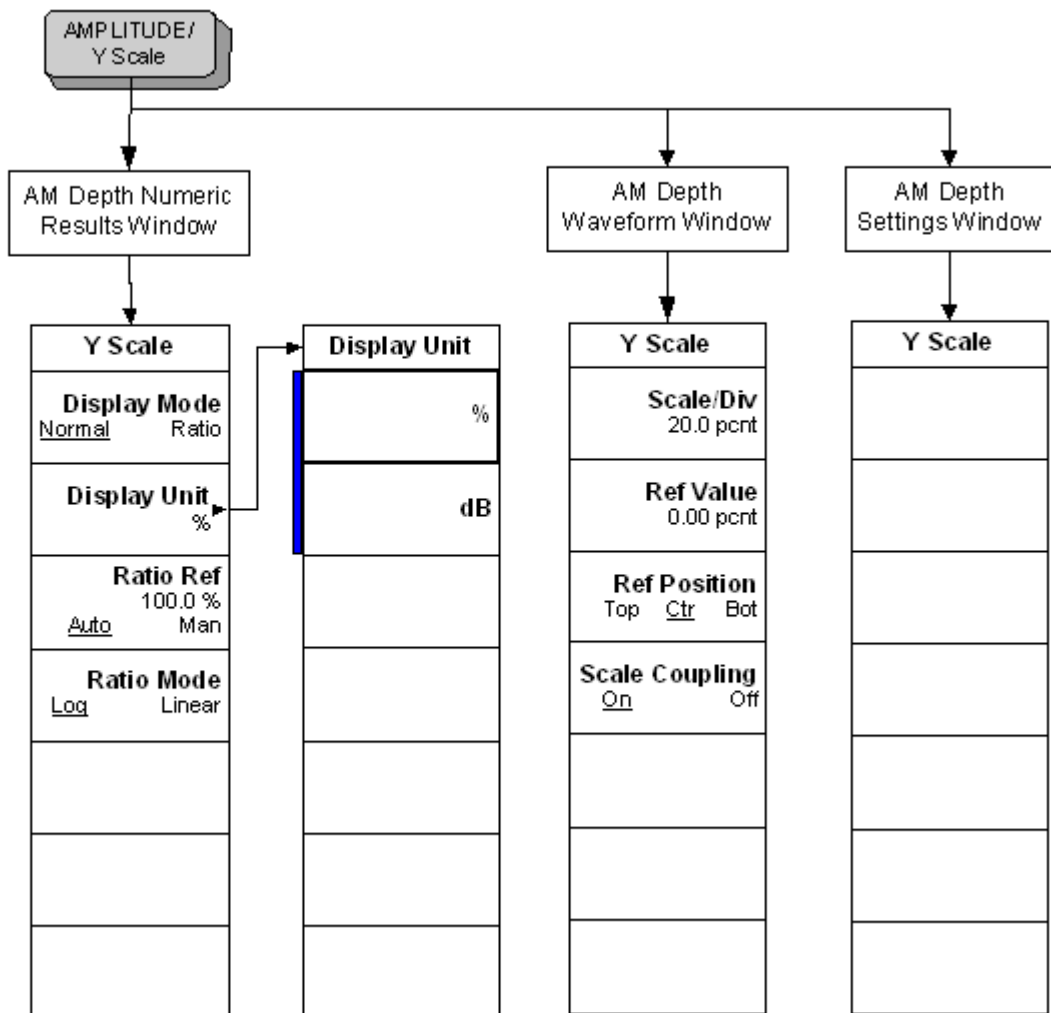 AMPLITUDE/
Y Scale
AM Depth Numeric
Results Window
AM Depth
Waveform Window
AM Depth
Settings Window
Y Scale
Display Mode
Normal Ratio
Display Unit
%
Ratio Ref
100.0 %
Auto Man
Ratio Mode
Log Linear
Display Unit
%
dB
Y Scale
Scale/Div
20.0 pcnt
Ref Value
0.00 pcnt
Ref Position
Top Ctr Bot
Scale Coupling
On Off
Y Scale